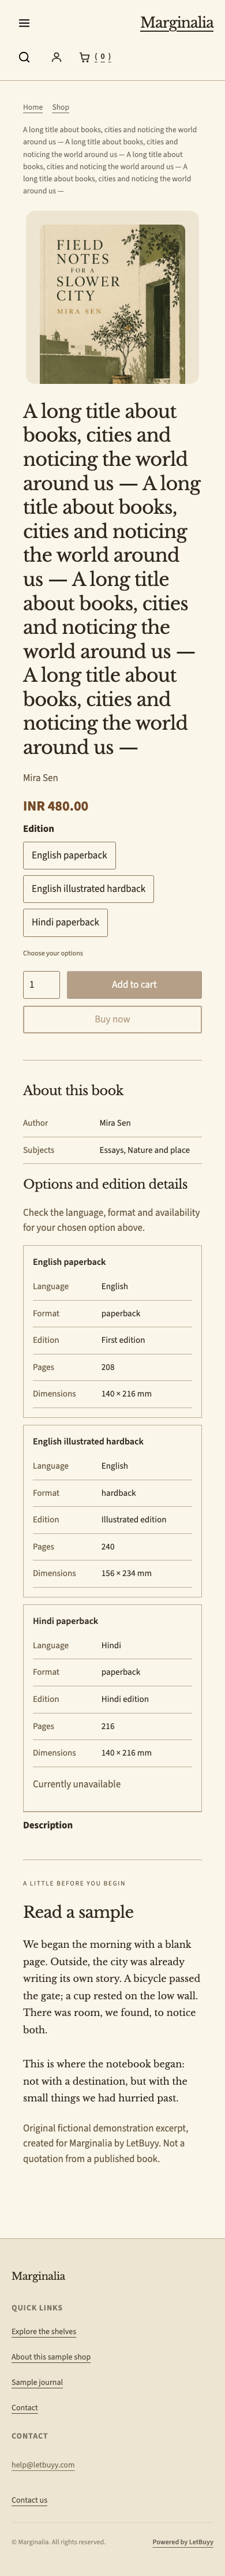 Marginalia
( 0 )
Home Shop
A long title about books, cities and noticing the world
around us — A long title about books, cities and
noticing the world around us — A long title about
books, cities and noticing the world around us — A
long title about books, cities and noticing the world
around us —
FIELD
NOTES
FOR A
SLOWER
CITY
MIRA SEN
A long title about
books, cities and
noticing the world
around us — A long
title about books,
cities and noticing
the world around
us — A long title
about books, cities
and noticing the
world around us —
A long title about
books, cities and
noticing the world
around us —
Mira Sen
INR 480.00
Edition
English paperback
English illustrated hardback
Hindi paperback
Choose your options
1 Add to cart
Buy now
About this book
Author Mira Sen
Subjects Essays, Nature and place
Options and edition details
Check the language, format and availability
for your chosen option above.
English paperback
Language English
Format paperback
Edition First edition
Pages 208
Dimensions 140 × 216 mm
English illustrated hardback
Language English
Format hardback
Edition Illustrated edition
Pages 240
Dimensions 156 × 234 mm
Hindi paperback
Language Hindi
Format paperback
Edition Hindi edition
Pages 216
Dimensions 140 × 216 mm
Currently unavailable
Description
A LITTLE BEFORE YOU BEGIN
Read a sample
We began the morning with a blank
page. Outside, the city was already
writing its own story. A bicycle passed
the gate; a cup rested on the low wall.
There was room, we found, to notice
both.
This is where the notebook began:
not with a destination, but with the
small things we had hurried past.
Original fictional demonstration excerpt,
created for Marginalia by LetBuyy. Not a
quotation from a published book.
Marginalia
QUICK LINKS
Explore the shelves
About this sample shop
Sample journal
Contact
CONTACT
help@letbuyy.com
Contact us
© Marginalia. All rights reserved. Powered by LetBuyy